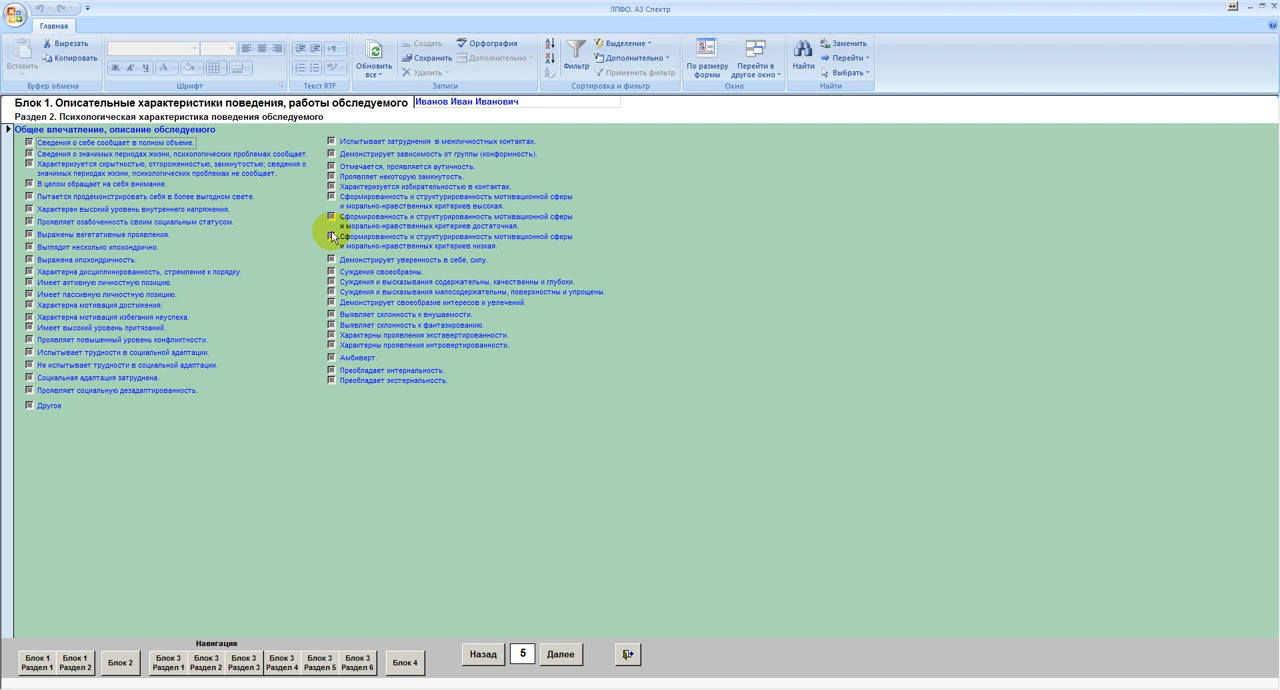 ЛПФО. АЗ Спектр
Главная
Вставить
Вырезать
Копировать
Буфер обмена
Ж К Ч А
Шрифт
Текст RTF
Обновить
все
Создать
Сохранить
Удалить
Орфография
Дополнительно
Записи
Фильтр
Выделение
Дополнительно
Применить фильтр
Сортировка и фильтр
По размеру
формы
Перейти в
другое окно
Окно
Найти
Заменить
Перейти
Выбрать
Найти
Блок 1. Описательные характеристики поведения, работы обследуемого
Иванов Иван Иванович
Раздел 2. Психологическая характеристика поведения обследуемого
Общее впечатление, описание обследуемого
Сведения о себе сообщает в полном объеме.
Сведения о значимых периодах жизни, психологических проблемах сообщает.
Характеризуется скрытностью, отгороженностью, замкнутостью; сведения о
значимых периодах жизни, психологических проблемах не сообщает.
В целом обращает на себя внимание.
Пытается продемонстрировать себя в более выгодном свете.
Характерен высокий уровень внутреннего напряжения.
Проявляет озабоченность своим социальным статусом.
Выражены вегетативные проявления.
Выглядит несколько ипохондрично.
Выражена ипохондричность.
Характерна дисциплинированность, стремление к порядку.
Имеет активную личностную позицию.
Имеет пассивную личностную позицию.
Характерна мотивация достижения.
Характерна мотивация избегания неуспеха.
Имеет высокий уровень притязаний.
Проявляет повышенный уровень конфликтности.
Испытывает трудности в социальной адаптации.
Не испытывает трудности в социальной адаптации.
Социальная адаптация затруднена.
Проявляет социальную дезадаптированность.
Другое
Испытывает затруднения в межличностных контактах.
Демонстрирует зависимость от группы (конформность).
Отмечается, проявляется аутичность.
Проявляет некоторую замкнутость.
Характеризуется избирательностью в контактах.
Сформированность и структурированность мотивационной сферы
и морально-нравственных критериев высокая.
Сформированность и структурированность мотивационной сферы
и морально-нравственных критериев достаточная.
Сформированность и структурированность мотивационной сферы
и морально-нравственных критериев низкая.
Демонстрирует уверенность в себе, силу.
Суждения своеобразны.
Суждения и высказывания содержательны, качественны и глубоки.
Суждения и высказывания малосодержательны, поверхностны и упрощены.
Демонстрирует своеобразие интересов и увлечений.
Выявляет склонность к внушаемости.
Выявляет склонность к фантазированию.
Характерны проявления экставертированности.
Характерны проявления интровертированности.
Амбиверт.
Преобладает интернальность.
Преобладает экстернальность.
Навигация
Блок 1
Раздел 1
Блок 1
Раздел 2
Блок 2
Блок 3
Раздел 1
Блок 3
Раздел 2
Блок 3
Раздел 3
Блок 3
Раздел 4
Блок 3
Раздел 5
Блок 3
Раздел 6
Блок 4
Назад
5
Далее